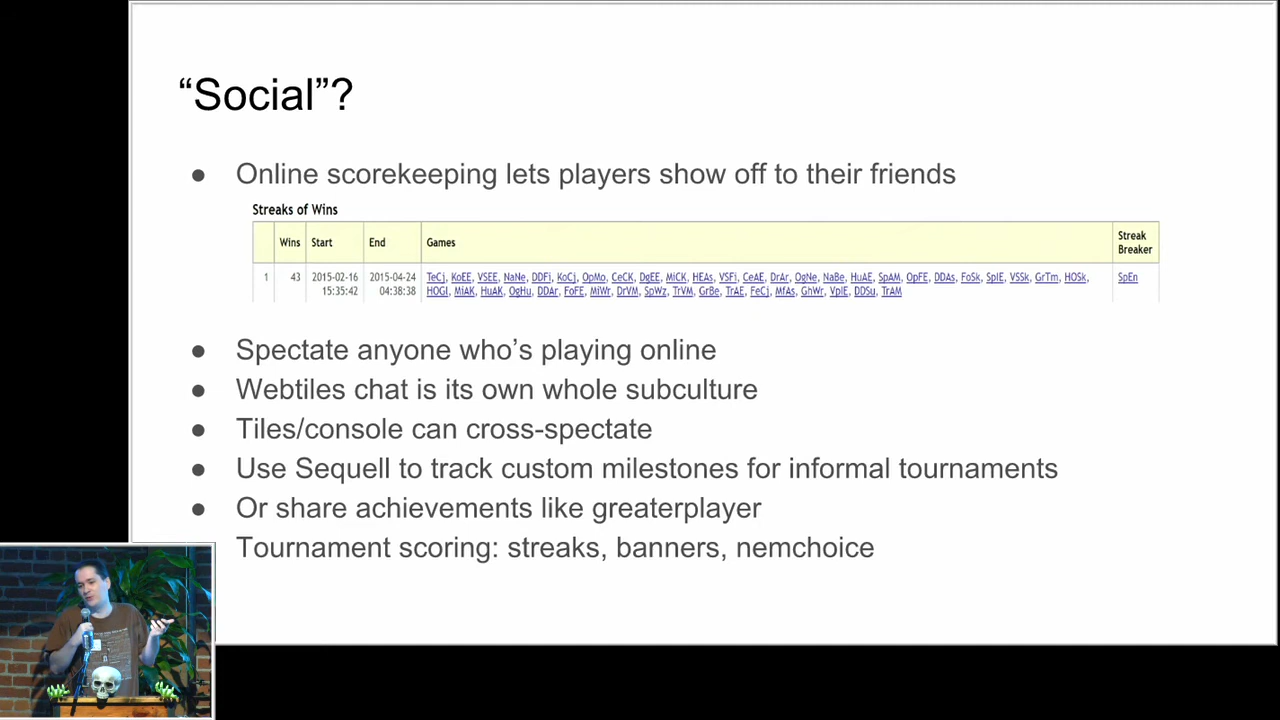 “Social”?
● Online scorekeeping lets players show off to their friends
Streaks of Wins
Wins Start End Games Streak Breaker
1 43 2015-02-16 15:35:42 2015-04-24 04:38:38 TeCj, KoEE, VSEE, NaNe, DDFi, KoCj, OpMo, CeCK, DgEE, MiCK, HEAs, VSFi, CeAE, DrAr, OgNe, NaBe, HuAE, SpAM, OpFE, DDAs, FoSk, SpIE, VSSk, GrTm, HOSk, SpEn
HOGl, MiAK, HuAK, OgHu, DDAr, FoFE, MiWr, DrVM, SpWz, TrVM, GrBe, TrAE, FeCj, MfAs, GhWr, VpIE, DDSu, TrAM
● Spectate anyone who’s playing online
● Webtiles chat is its own whole subculture
● Tiles/console can cross-spectate
● Use Sequell to track custom milestones for informal tournaments
● Or share achievements like greaterplayer
Tournament scoring: streaks, banners, nemchoice